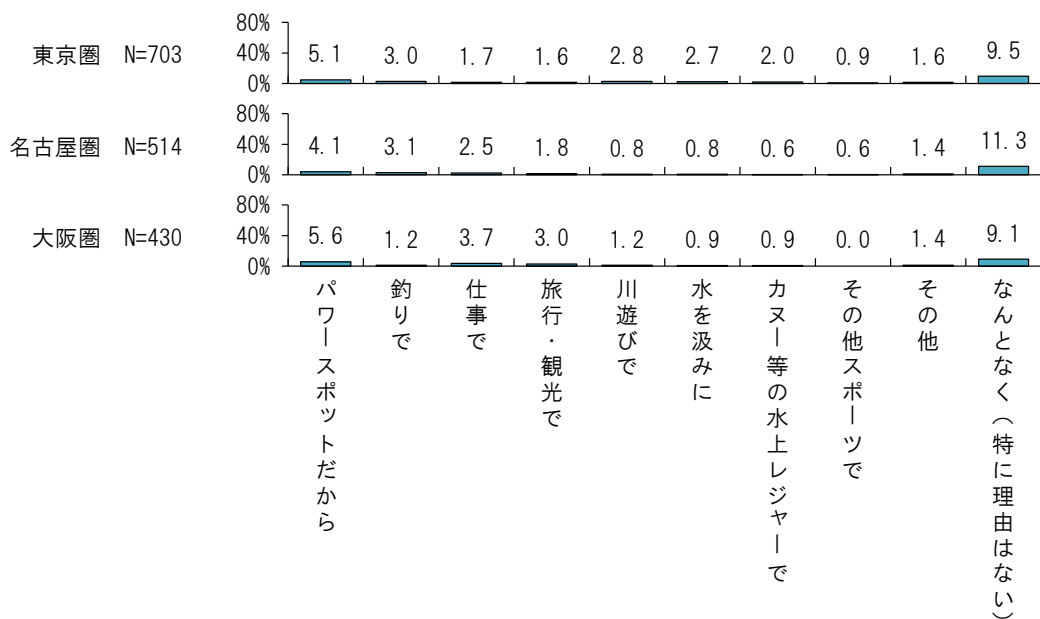 80%
40%
0%
東京圏 N=703
5.1 3.0 1.7 1.6 2.8 2.7 2.0 0.9 1.6 9.5
80%
40%
0%
名古屋圏 N=514
4.1 3.1 2.5 1.8 0.8 0.8 0.6 0.6 1.4 11.3
80%
40%
0%
大阪圏 N=430
5.6 1.2 3.7 3.0 1.2 0.9 0.9 0.0 1.4 9.1
パワースポットだから
釣りで
仕事で
旅行・観光で
川遊びで
水を汲みに
カヌー等の水上レジャーで
その他スポーツで
その他
なんとなく（特に理由はない）